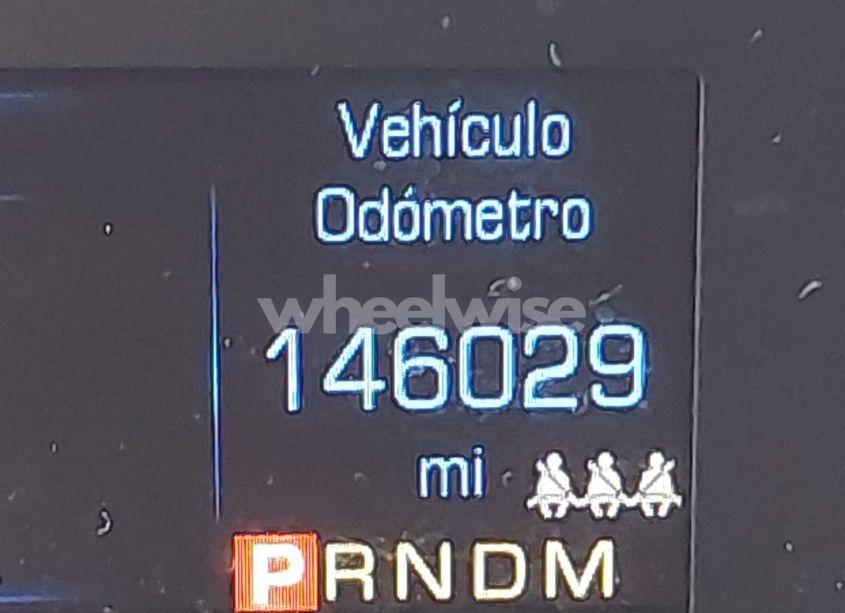 Vehículo
Odómetro
wheelwise
146029
mi
PRNDM